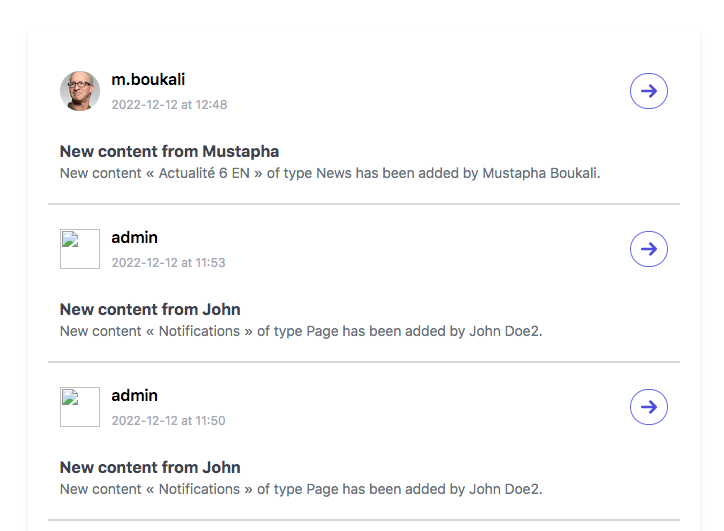 m.boukali
2022-12-12 at 12:48
New content from Mustapha
New content « Actualité 6 EN » of type News has been added by Mustapha Boukali.
admin
2022-12-12 at 11:53
New content from John
New content « Notifications » of type Page has been added by John Doe2.
admin
2022-12-12 at 11:50
New content from John
New content « Notifications » of type Page has been added by John Doe2.